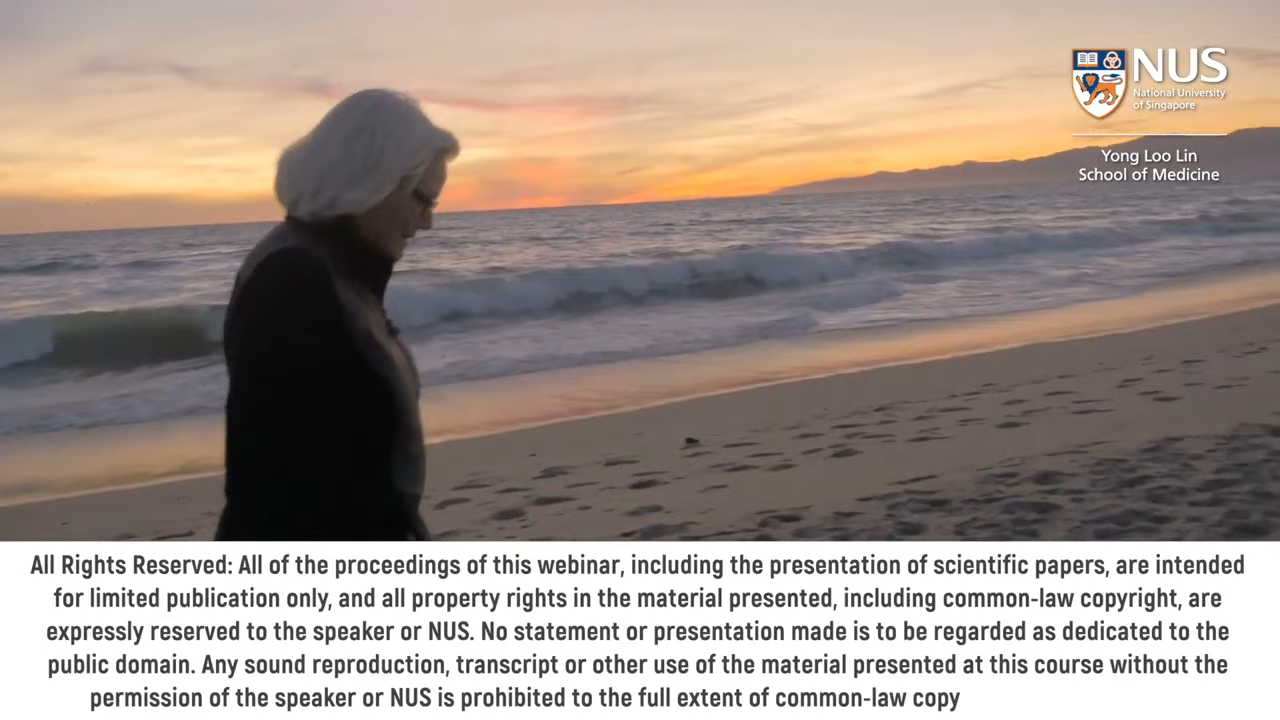 NUS
National University
of Singapore
Yong Loo Lin
School of Medicine
All Rights Reserved: All of the proceedings of this webinar, including the presentation of scientific papers, are intended
for limited publication only, and all property rights in the material presented, including common-law copyright, are
expressly reserved to the speaker or NUS. No statement or presentation made is to be regarded as dedicated to the
public domain. Any sound reproduction, transcript or other use of the material presented at this course without the
permission of the speaker or NUS is prohibited to the full extent of common-law copy